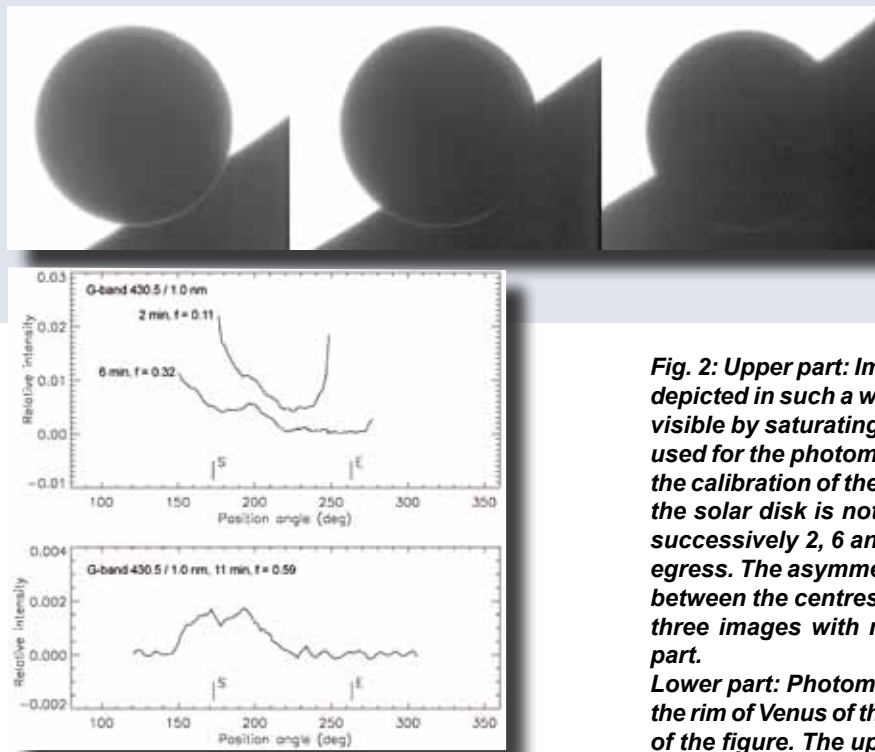 0.03
G-band 430.5 / 1.0 nm
2 min, f = 0.11
0.02
6 min, f = 0.32
0.01
0.00
-0.01
Relative intensity
S
E
100 150 200 250 300 350
Position angle (deg)
0.004
G-band 430.5 / 1.0 nm, 11 min, f = 0.59
0.002
0.000
-0.002
Relative intensity
S
E
100 150 200 250 300 350
Position angle (deg)
Fig. 2: Upper part: Im
depicted in such a w
visible by saturating
used for the photom
the calibration of the
the solar disk is not
successively 2, 6 an
egress. The asymme
between the centres
three images with r
part.
Lower part: Photom
the rim of Venus of th
of the figure. The up